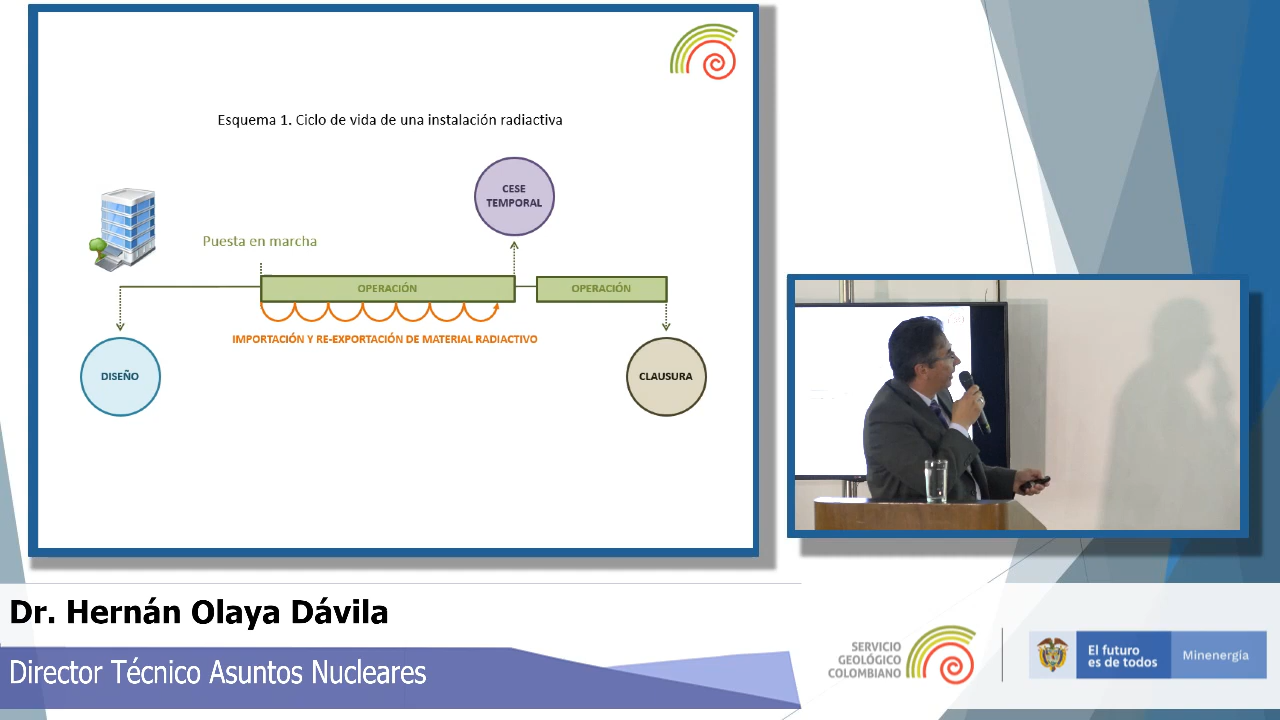 Esquema 1. Ciclo de vida de una instalación radiactiva
CESE
TEMPORAL
Puesta en marcha
OPERACIÓN
OPERACIÓN
IMPORTACIÓN Y RE-EXPORTACIÓN DE MATERIAL RADIACTIVO
DISEÑO
CLAUSURA
Dr. Hernán Olaya Dávila
Director Técnico Asuntos Nucleares
SERVICIO
GEOLÓGICO
COLOMBIANO
El futuro
es de todos
Minenergía